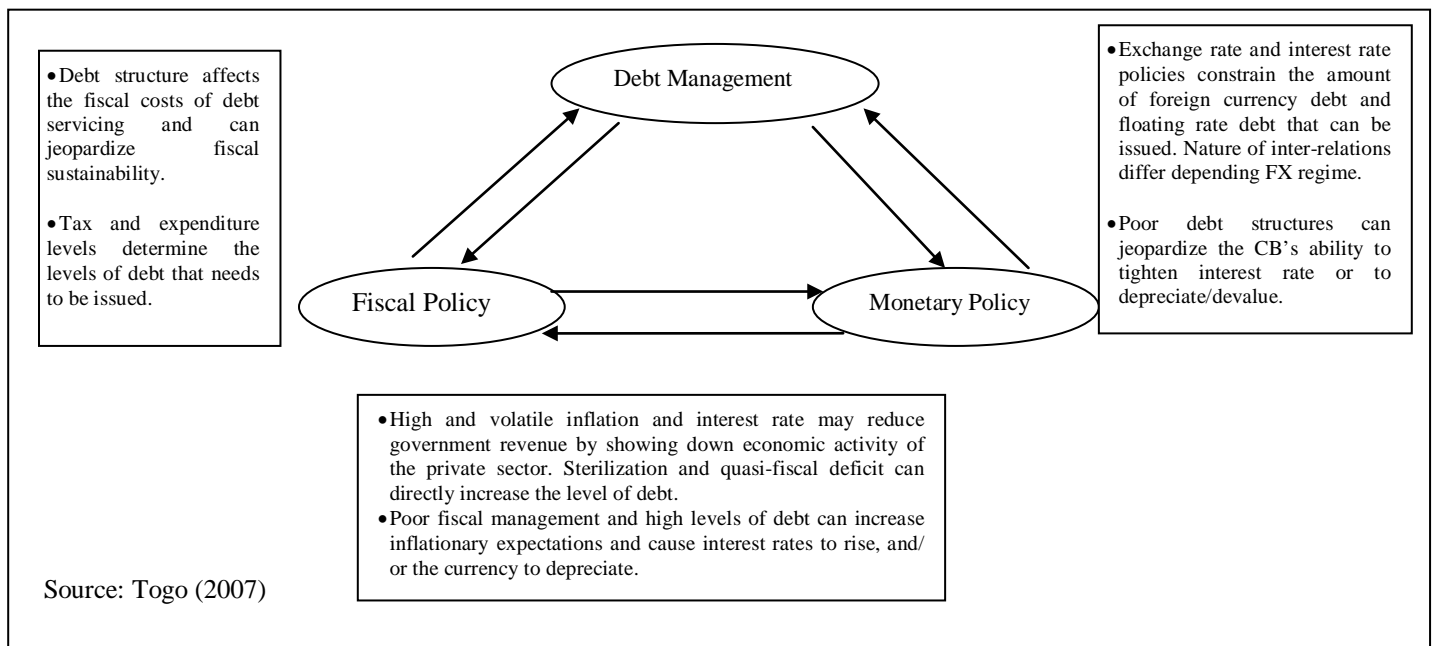 Debt Management
•Debt structure affects
the fiscal costs of debt
servicing and can
jeopardize fiscal
sustainability.
•Tax and expenditure
levels determine the
levels of debt that needs
to be issued.
•Exchange rate and interest rate
policies constrain the amount
of foreign currency debt and
floating rate debt that can be
issued. Nature of inter-relations
differ depending FX regime.
•Poor debt structures can
jeopardize the CB's ability to
tighten interest rate or to
depreciate/devalue.
Fiscal Policy
Monetary Policy
•High and volatile inflation and interest rate may reduce
government revenue by showing down economic activity of
the private sector. Sterilization and quasi-fiscal deficit can
directly increase the level of debt.
•Poor fiscal management and high levels of debt can increase
inflationary expectations and cause interest rates to rise, and/
or the currency to depreciate.
Source: Togo (2007)